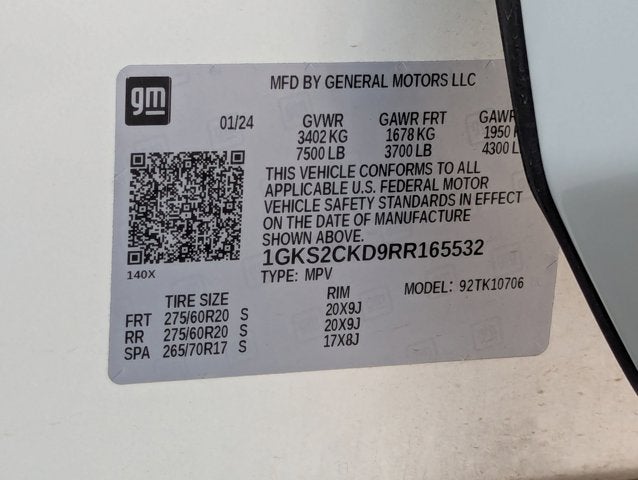 gm
MFD BY GENERAL MOTORS LLC
01/24 GVWR GAWR FRT GAWR
3402 KG 1678 KG 1950
7500 LB 3700 LB 4300
THIS VEHICLE CONFORMS TO ALL
APPLICABLE U.S. FEDERAL MOTOR
VEHICLE SAFETY STANDARDS IN EFFECT
ON THE DATE OF MANUFACTURE
SHOWN ABOVE.
1GKS2CKD9RR165532
140X
TYPE: MPV MODEL: 92TK10706
TIRE SIZE RIM
FRT 275/60R20 S 20X9J
RR 275/60R20 S 20X9J
SPA 265/70R17 S 17X8J